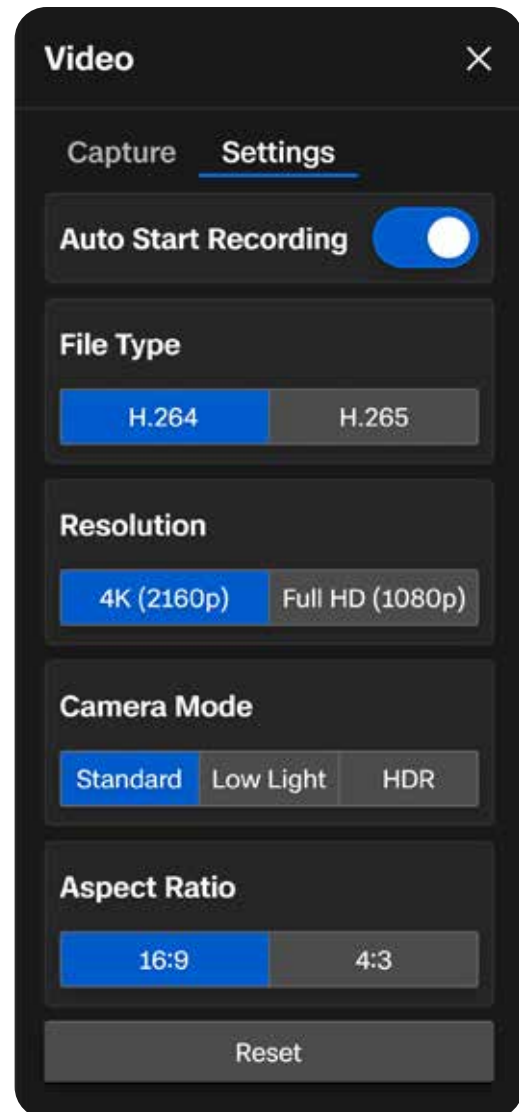 Video
Capture Settings
Auto Start Recording
File Type
H.264 H.265
Resolution
4K (2160p) Full HD (1080p)
Camera Mode
Standard Low Light HDR
Aspect Ratio
16:9 4:3
Reset